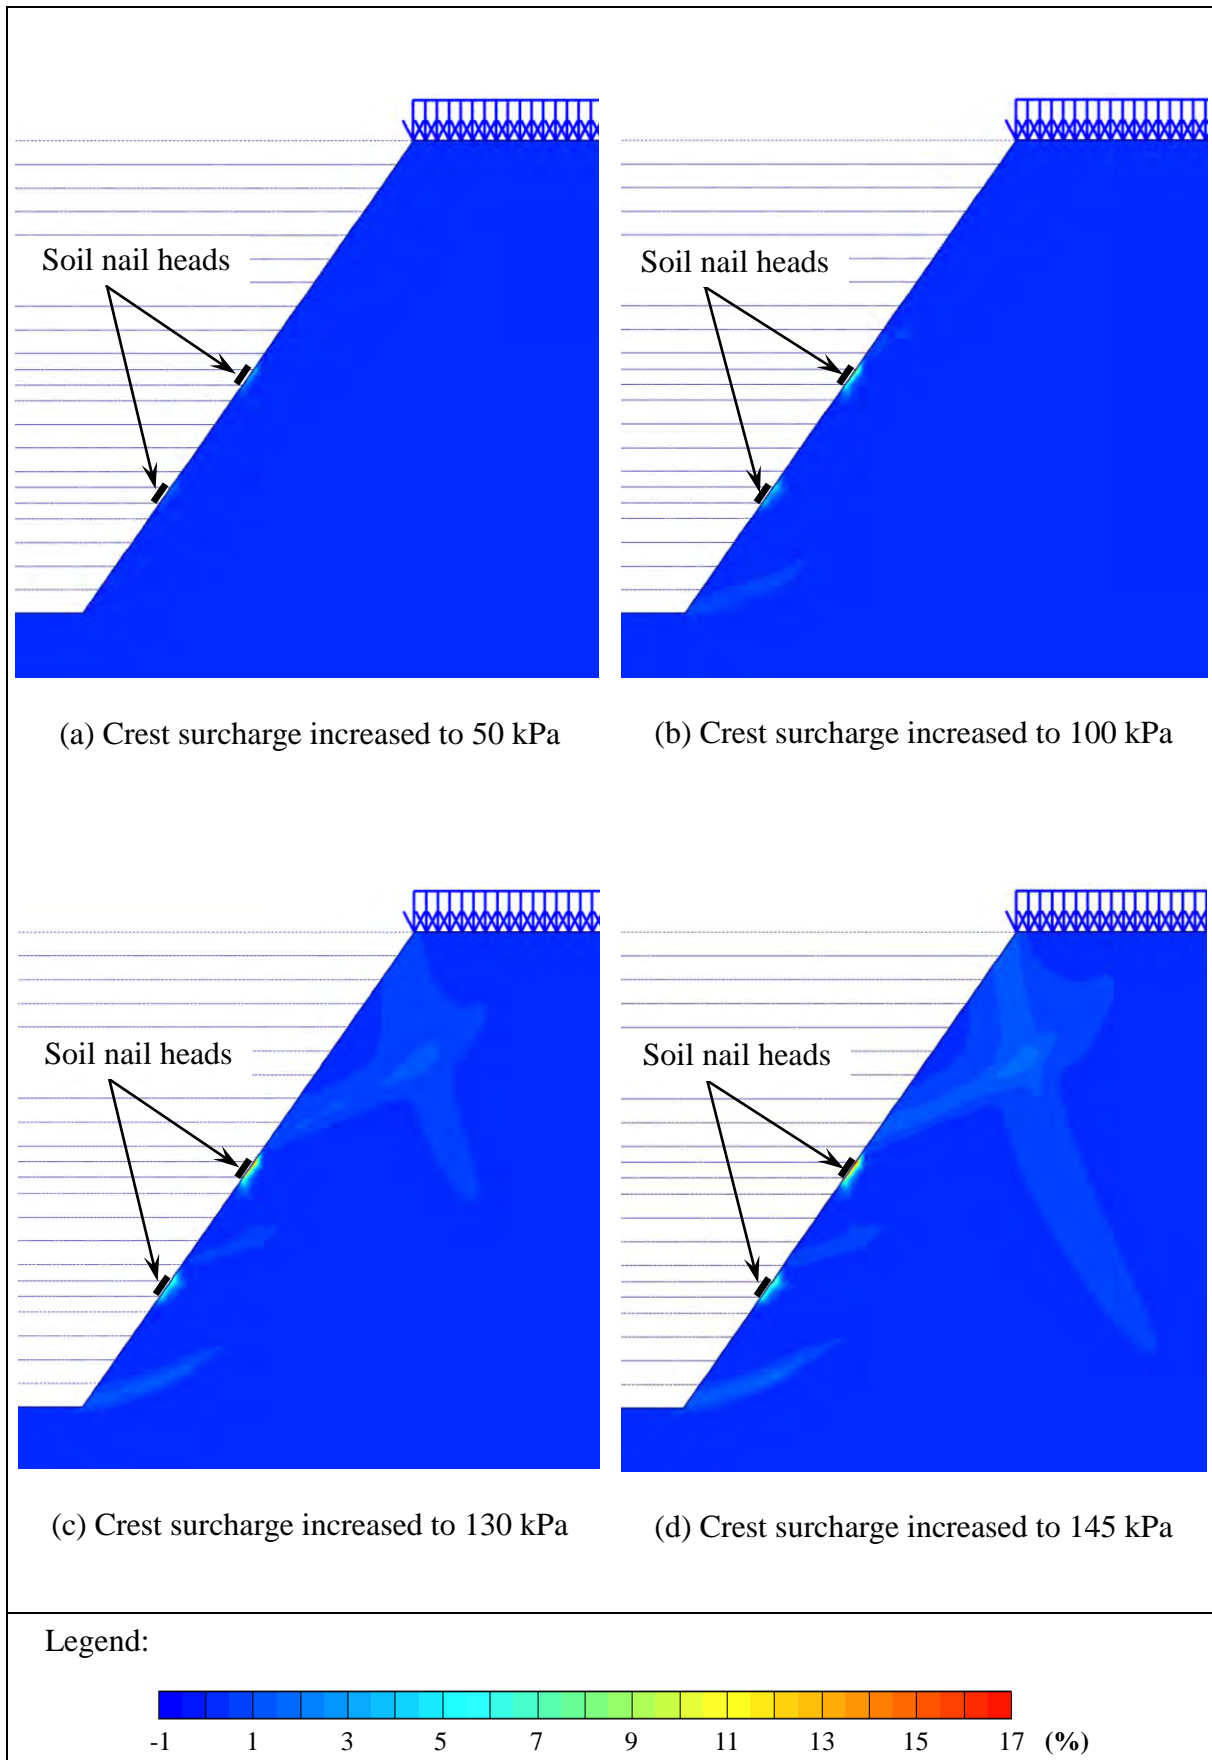 Soil nail heads
Soil nail heads
(a) Crest surcharge increased to 50 kPa
(b) Crest surcharge increased to 100 kPa
Soil nail heads
Soil nail heads
(c) Crest surcharge increased to 130 kPa
(d) Crest surcharge increased to 145 kPa
Legend:
-1 1 3 5 7 9 11 13 15 17 (%)